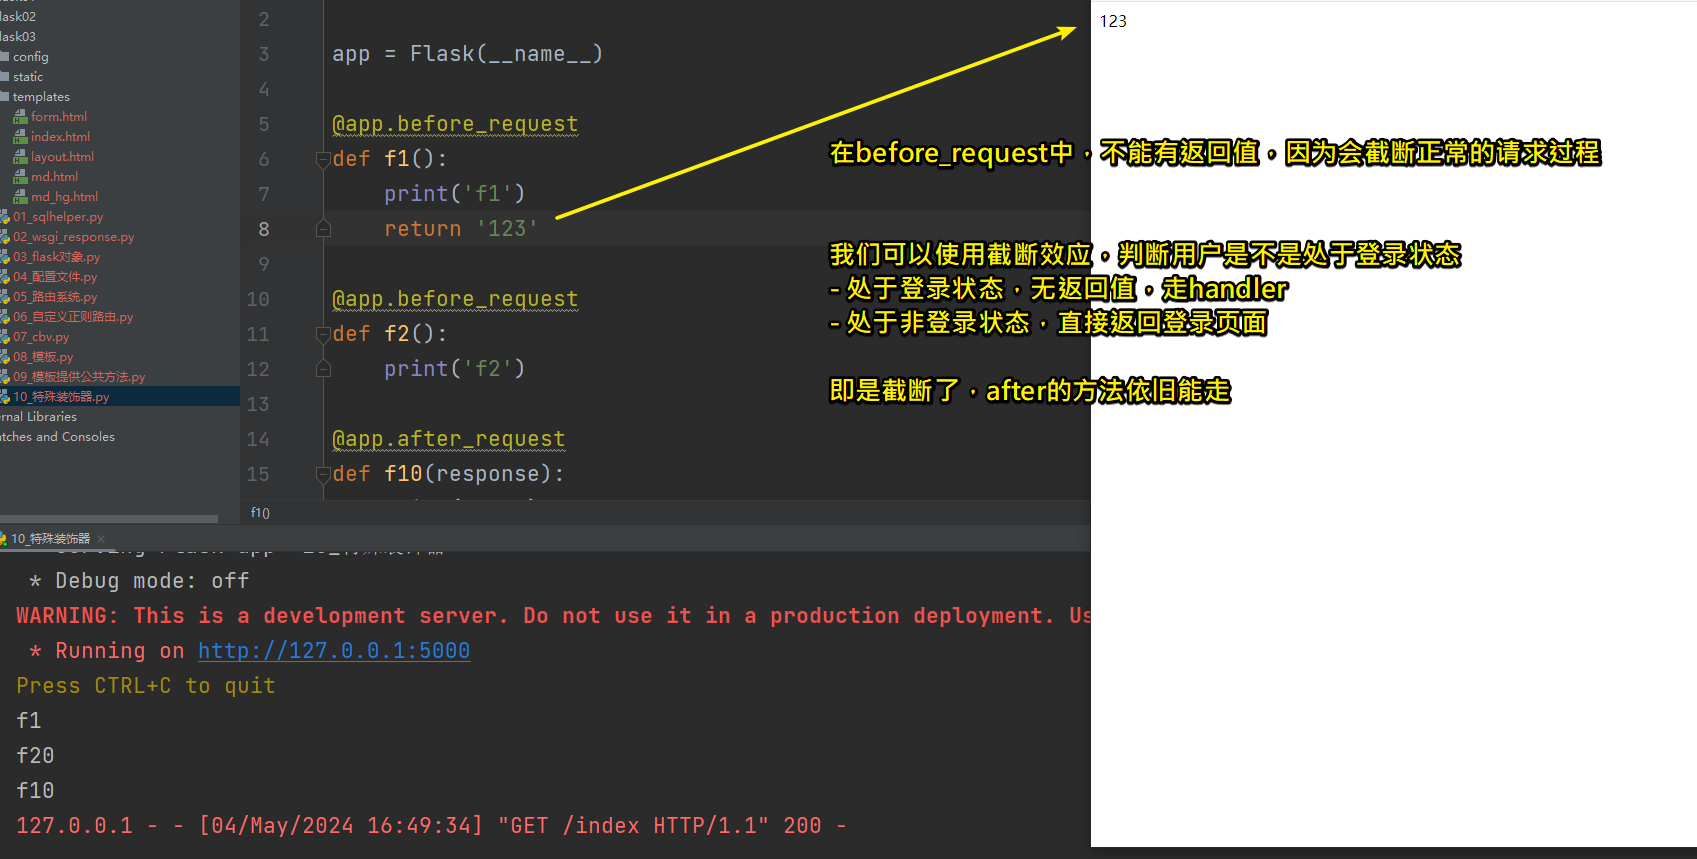 lask02
lask03
config
static
templates
form.html
index.html
layout.html
md.html
md_hg.html
01_sqlhelper.py
02_wsgi_response.py
03_flask对象.py
04_配置文件.py
05_路由系统.py
06_自定义正则路由.py
07_cbv.py
08_模板.py
09_模板提供公共方法.py
10_特殊装饰器.py
rnal Libraries
tches and Consoles
2
3 app = Flask(__name__)
4
5 @app.before_request
6 def f1():
7 print('f1')
8 return '123'
9
10 @app.before_request
11 def f2():
12 print('f2')
13
14 @app.after_request
15 def f10(response):
f1()
123
在before_request中，不能有返回值，因为会截断正常的请求过程
我们可以使用截断效应，判断用户是不是处于登录状态
- 处于登录状态，无返回值，走handler
- 处于非登录状态，直接返回登录页面
即是截断了，after的方法依旧能走
10_特殊装饰器
* Debug mode: off
WARNING: This is a development server. Do not use it in a production deployment. Us
* Running on http://127.0.0.1:5000
Press CTRL+C to quit
f1
f20
f10
127.0.0.1 - - [04/May/2024 16:49:34] "GET /index HTTP/1.1" 200 -